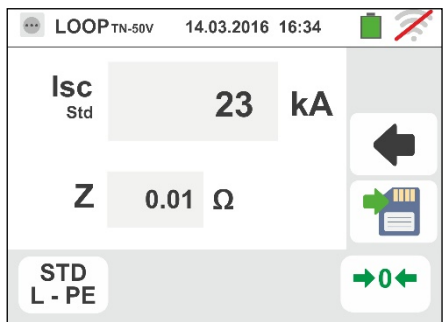 LOOP TN-50V 14.03.2016 16:34
Isc 23 kA
Std
Z 0.01 Ω
STD
L - PE
0